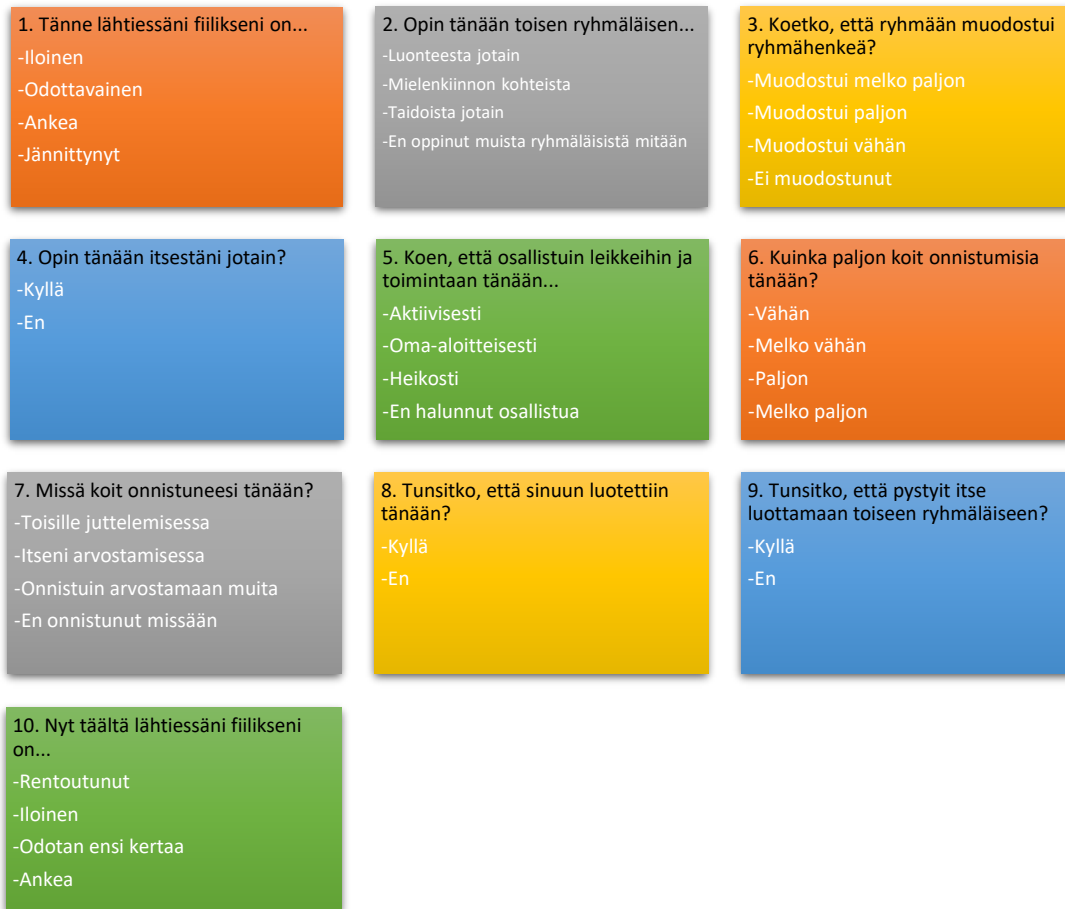 1. Tänne lähtiessäni fiilikseni on...
-Iloinen
-Odottavainen
-Ankea
-Jännittynyt
2. Opin tänään toisen ryhmäläisen...
-Luonteesta jotain
-Mielenkiinnon kohteista
-Taidoista jotain
-En oppinut muista ryhmäläisistä mitään
3. Koetko, että ryhmään muodostui
ryhmähenkeä?
-Muodostui melko paljon
-Muodostui paljon
-Muodostui vähän
-Ei muodostunut
4. Opin tänään itsestäni jotain?
-Kyllä
-En
5. Koen, että osallistuin leikkeihin ja
toimintaan tänään...
-Aktiivisesti
-Oma-aloitteisesti
-Heikosti
-En halunnut osallistua
6. Kuinka paljon koit onnistumisia
tänään?
-Vähän
-Melko vähän
-Paljon
-Melko paljon
7. Missä koit onnistuneesi tänään?
-Toisille juttelemisessa
-Itseni arvostamisessa
-Onnistuin arvostamaan muita
-En onnistunut missään
8. Tunsitko, että sinuun luotettiin
tänään?
-Kyllä
-En
9. Tunsitko, että pystyit itse
luottamaan toiseen ryhmäläiseen?
-Kyllä
-En
10. Nyt täältä lähtiessäni fiilikseni
on...
-Rentoutunut
-Iloinen
-Odotan ensi kertaa
-Ankea